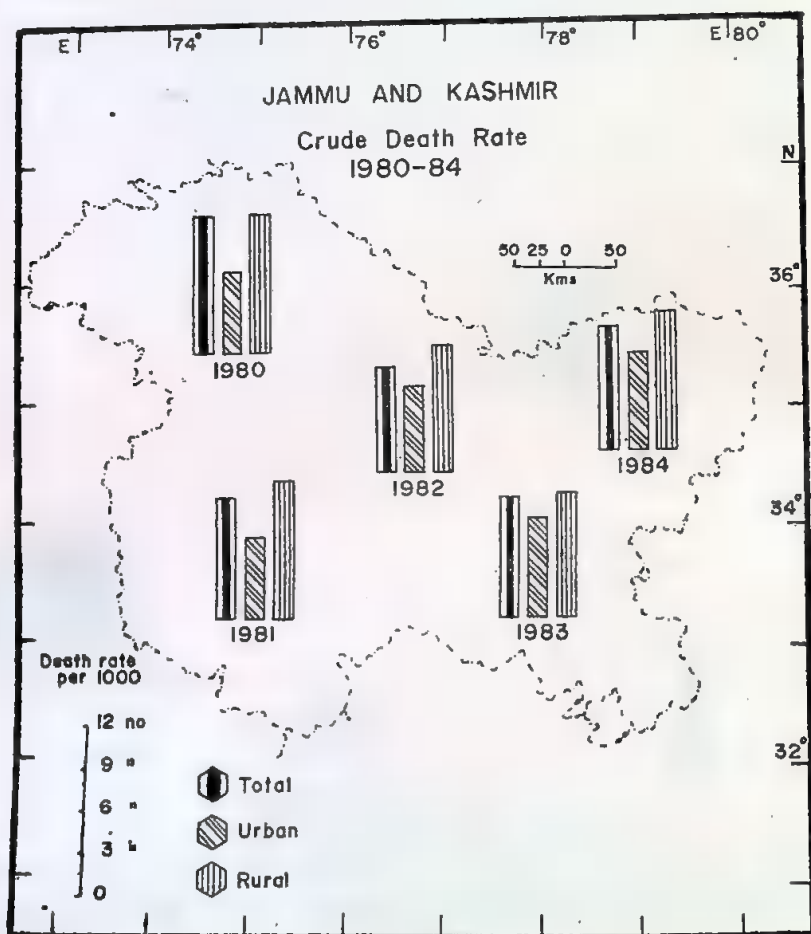 E 74° 76° 78° E 80°
JAMMU AND KASHMIR
Crude Death Rate
1980-84
N
50 25 0 50
Kms
36°
1980
1982
1984
34°
1981
1983
Death rate
per 1000
12 no
9 "
6 "
3 "
0
32°
Total
Urban
Rural